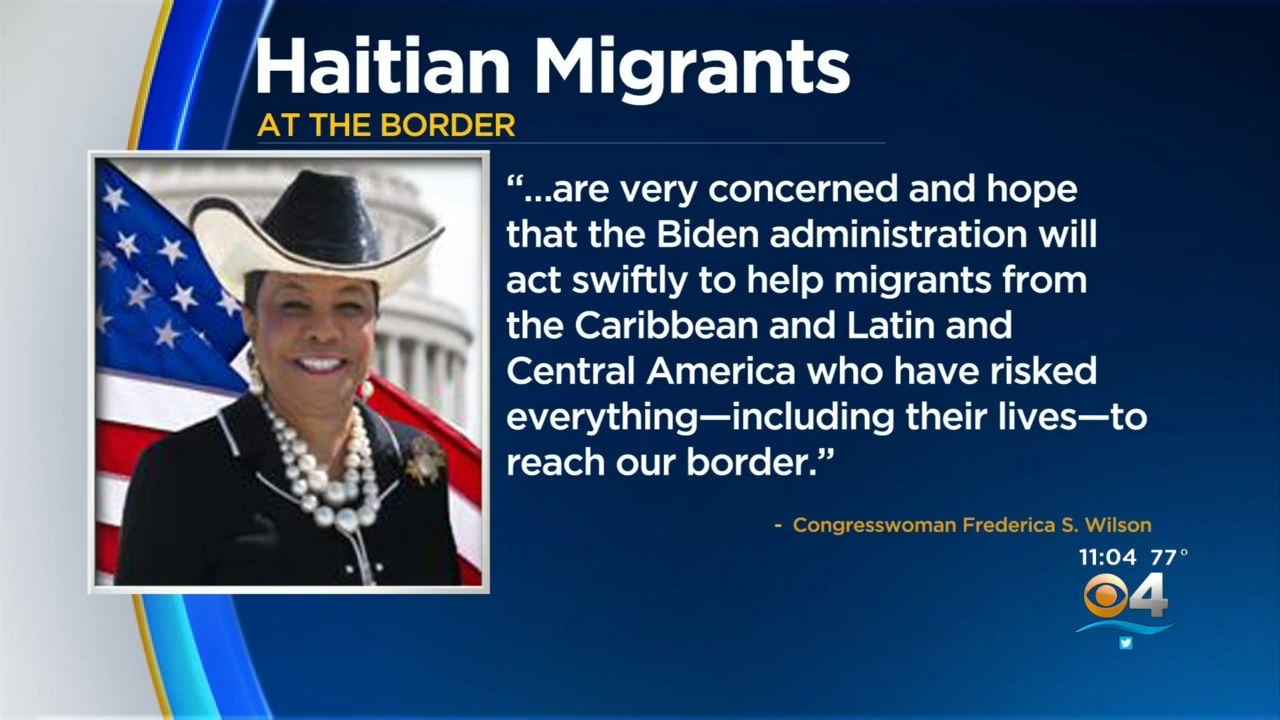 Haitian Migrants
AT THE BORDER
“...are very concerned and hope
that the Biden administration will
act swiftly to help migrants from
the Caribbean and Latin and
Central America who have risked
everything—including their lives—to
reach our border.”
- Congresswoman Frederica S. Wilson
11:04 77°
4